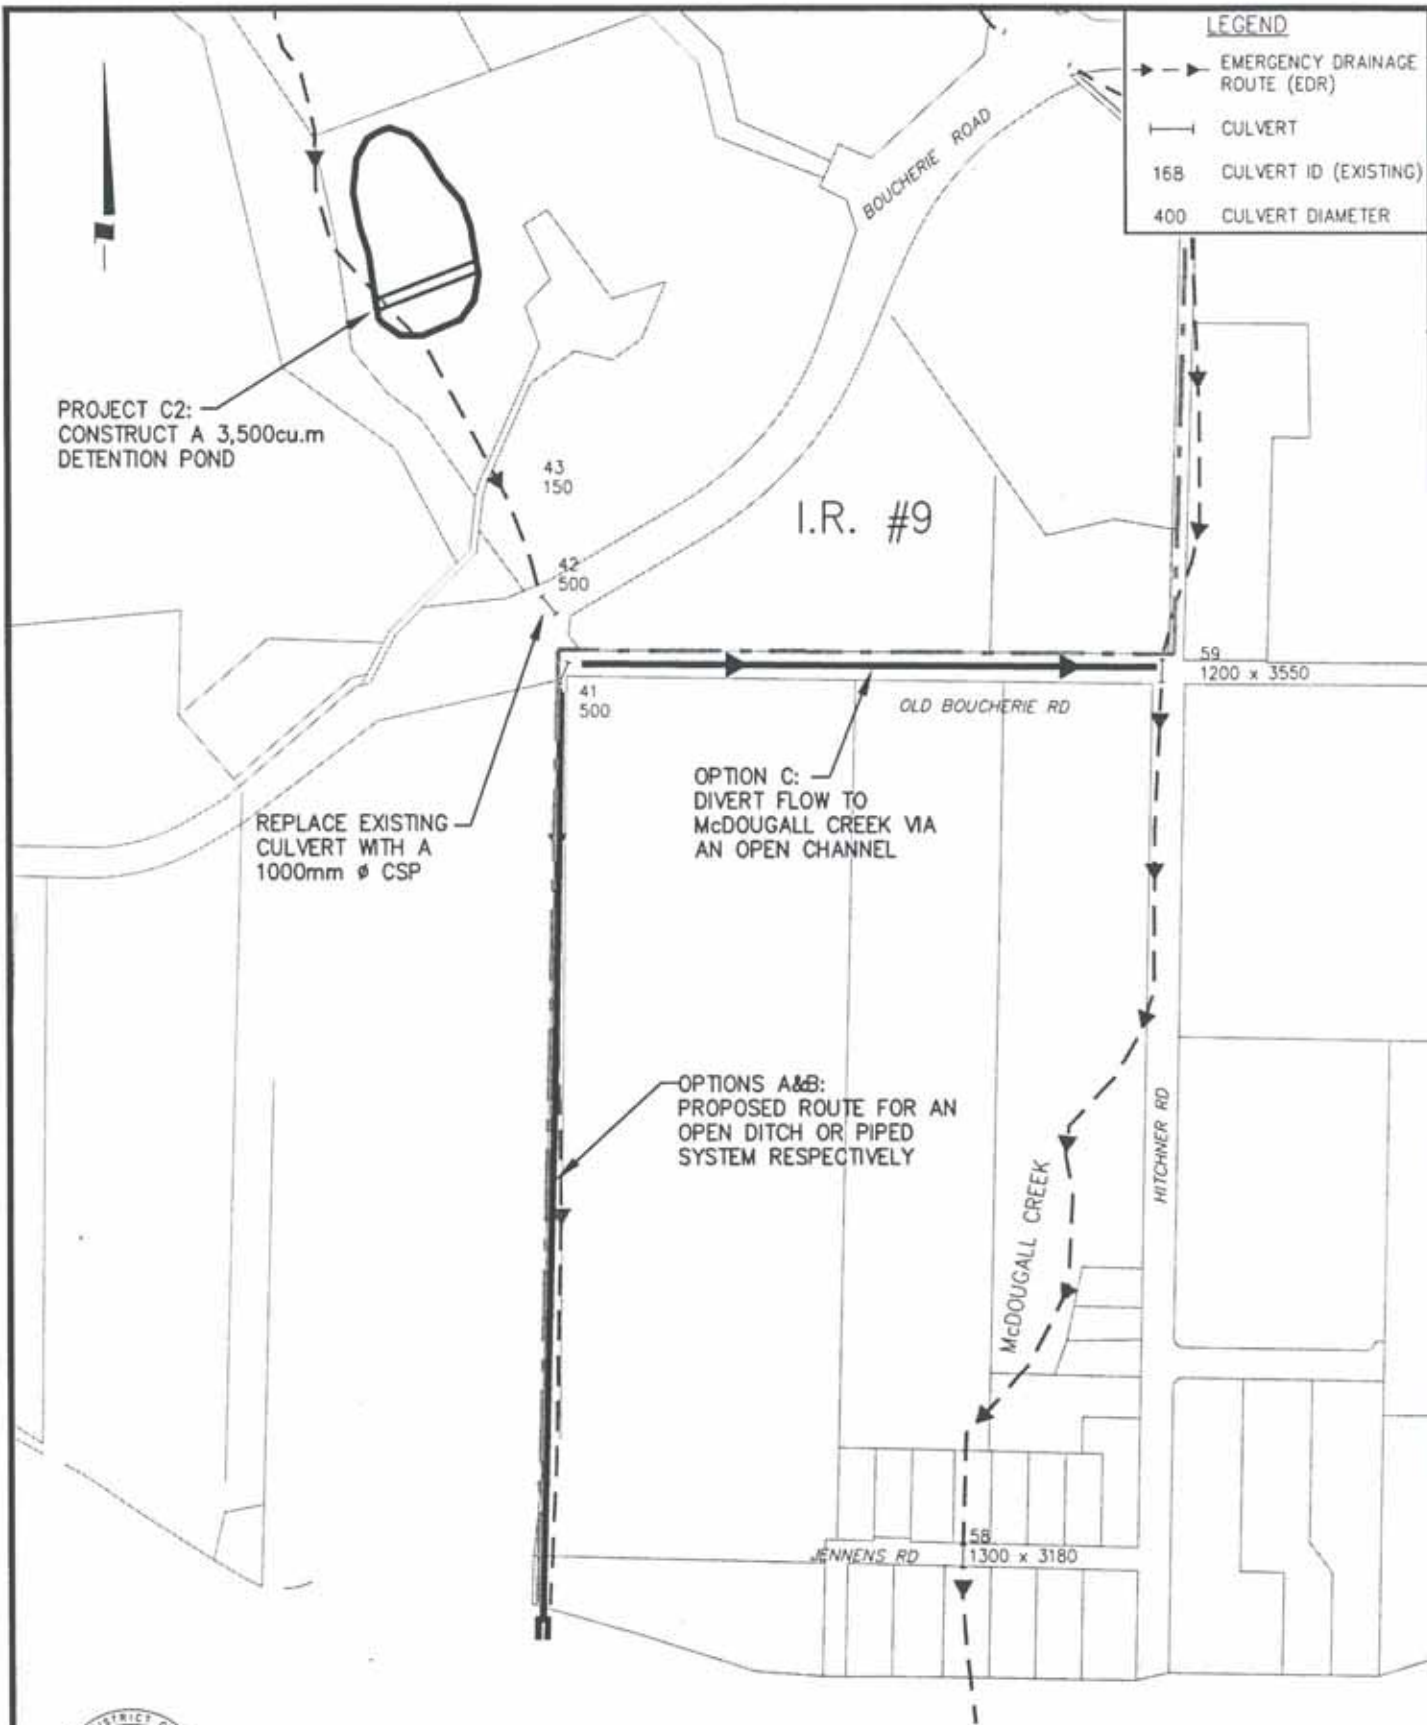 LEGEND
EMERGENCY DRAINAGE
ROUTE (EDR)
CULVERT
168 CULVERT ID (EXISTING)
400 CULVERT DIAMETER
BOUCHERIE ROAD
PROJECT C2:
CONSTRUCT A 3,500cu.m
DETENTION POND
43
150
I.R. #9
42
500
59
1200 x 3550
41
500
OLD BOUCHERIE RD
OPTION C:
DIVERT FLOW TO
McDOUGALL CREEK VIA
AN OPEN CHANNEL
REPLACE EXISTING
CULVERT WITH A
1000mm ø CSP
OPTIONS A&B:
PROPOSED ROUTE FOR AN
OPEN DITCH OR PIPED
SYSTEM RESPECTIVELY
HITCHNER RD
McDOUGALL CREEK
58
1300 x 3180
JENNENS RD